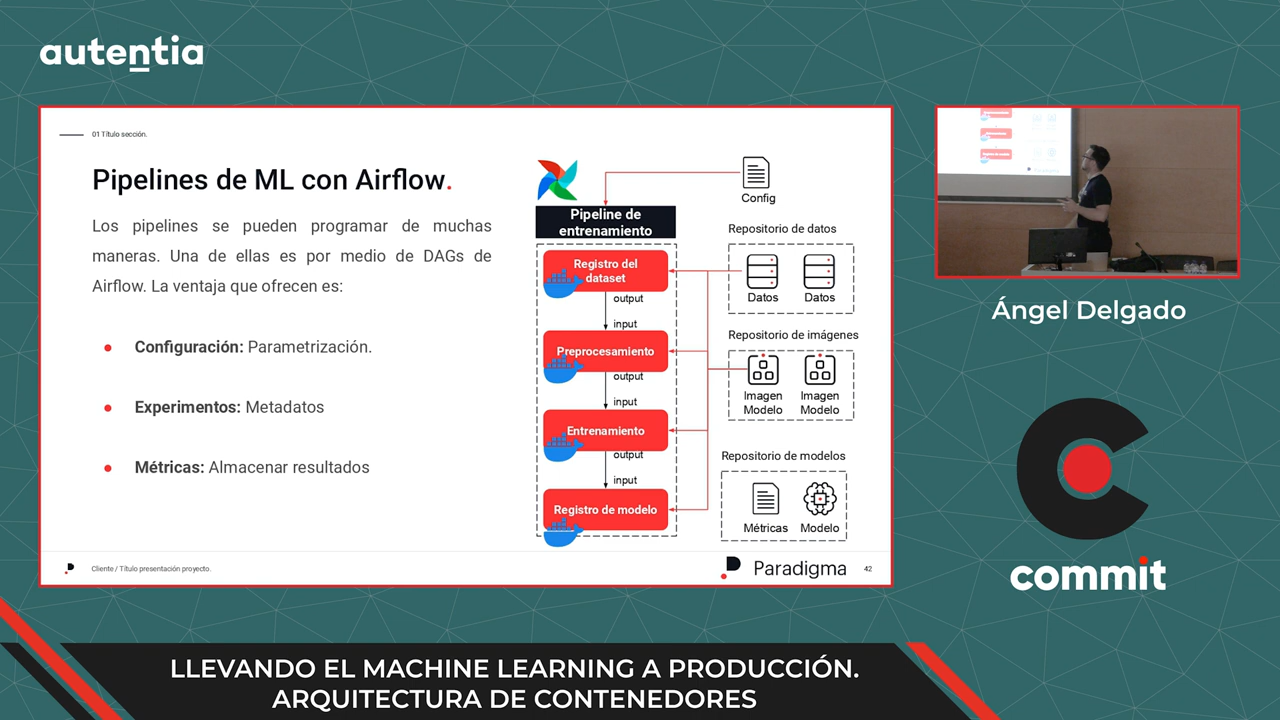 autentia
01 Título sección.
Pipelines de ML con Airflow.
Los pipelines se pueden programar de muchas
maneras. Una de ellas es por medio de DAGs de
Airflow. La ventaja que ofrecen es:
Configuración: Parametrización.
Experimentos: Metadatos
Métricas: Almacenar resultados
Config
Pipeline de
entrenamiento
Registro del
dataset
output
input
Preprocesamiento
output
input
Entrenamiento
output
input
Registro de modelo
Repositorio de datos
Datos
Datos
Repositorio de imágenes
Imagen
Modelo
Imagen
Modelo
Repositorio de modelos
Métricas
Modelo
Cliente / Título presentación proyecto.
Paradigma
42
Ángel Delgado
commit
LLEVANDO EL MACHINE LEARNING A PRODUCCIÓN.
ARQUITECTURA DE CONTENEDORES